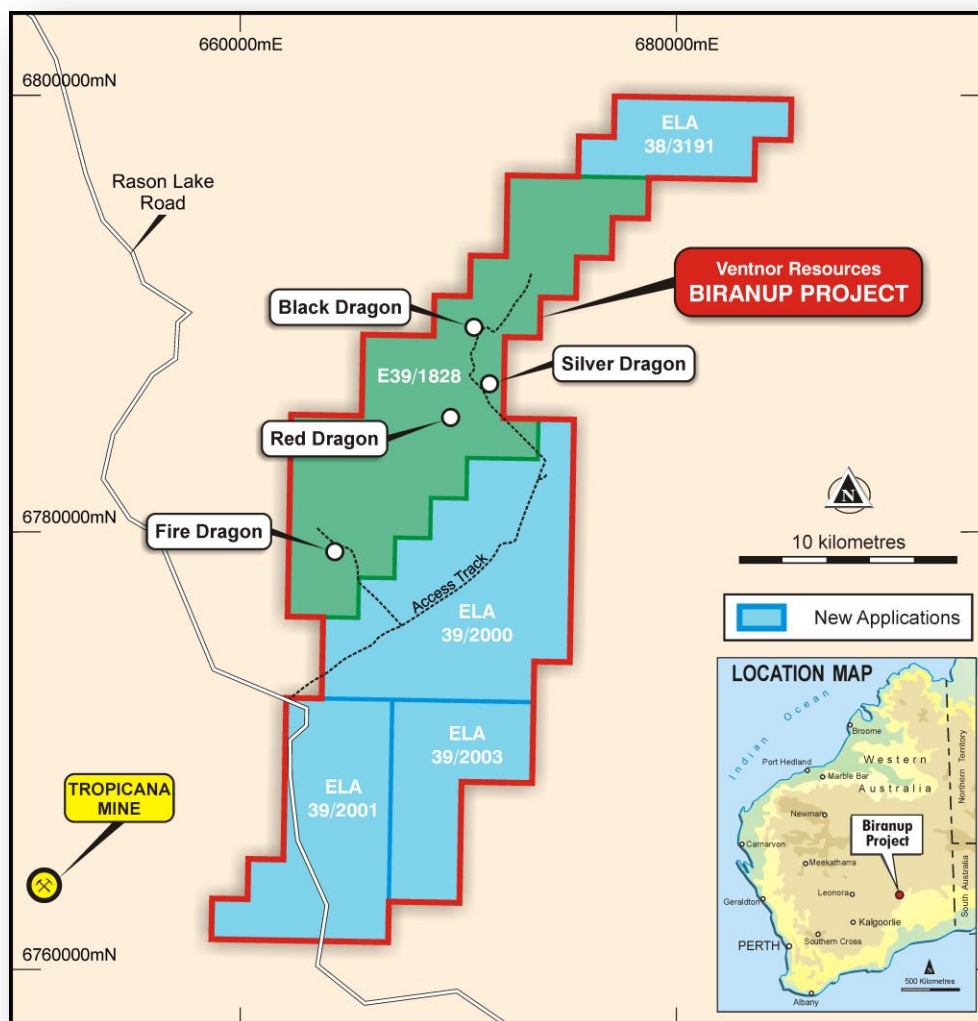 660000mE
680000mE
6800000mN
ELA
38/3191
Rason Lake
Road
Ventnor Resources
BIRANUP PROJECT
Black Dragon
Silver Dragon
E39/1828
Red Dragon
N
6780000mN
Fire Dragon
10 kilometres
Access Track
ELA
39/2000
New Applications
LOCATION MAP
Indian Ocean
Broome
Northern Territory
Port Hedland
Western
Australia
Marble Bar
Newman
Biranup
Project
Carnarvon
Meekatharra
South Australia
Leonora
Geraldton
Kalgoorlie
Southern Cross
PERTH
N
500 Kilometres
Albany
ELA
39/2003
ELA
39/2001
TROPICANA
MINE
6760000mN